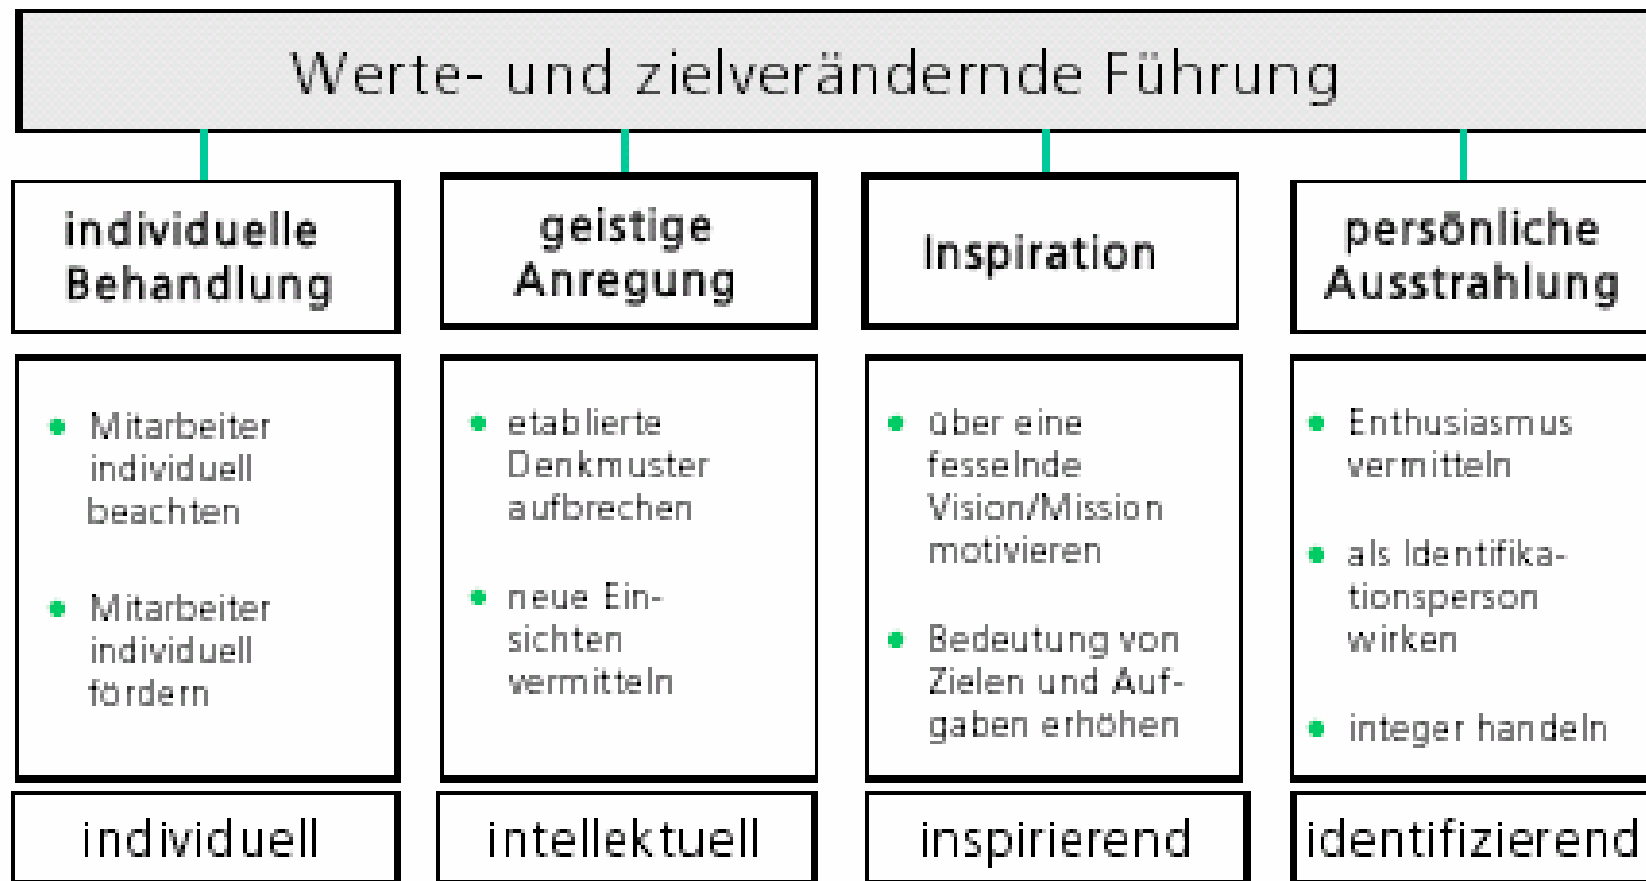 Werte- und zielverändernde Führung
individuelle
Behandlung
geistige
Anregung
Inspiration
persönliche
Ausstrahlung
• Mitarbeiter
individuell
beachten
• Mitarbeiter
individuell
fördern
• etablierte
Denkmuster
aufbrechen
• neue Ein-
sichten
vermitteln
• über eine
fesselnde
Vision/Mission
motivieren
• Bedeutung von
Zielen und Auf-
gaben erhöhen
• Enthusiasmus
vermitteln
• als Identifika-
tionsperson
wirken
• integer handeln
individuell
intellektuell
inspirierend
identifizierend